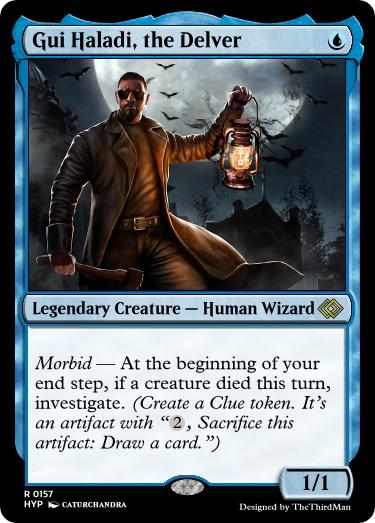 Gui Haladi, the Delver
Legendary Creature — Human Wizard
Morbid — At the beginning of your
end step, if a creature died this turn,
investigate. (Create a Clue token. It's
an artifact with “2, Sacrifice this
artifact: Draw a card.”)
1/1
R 0157
HYP CATURCHANDRA
Designed by TheThirdMan